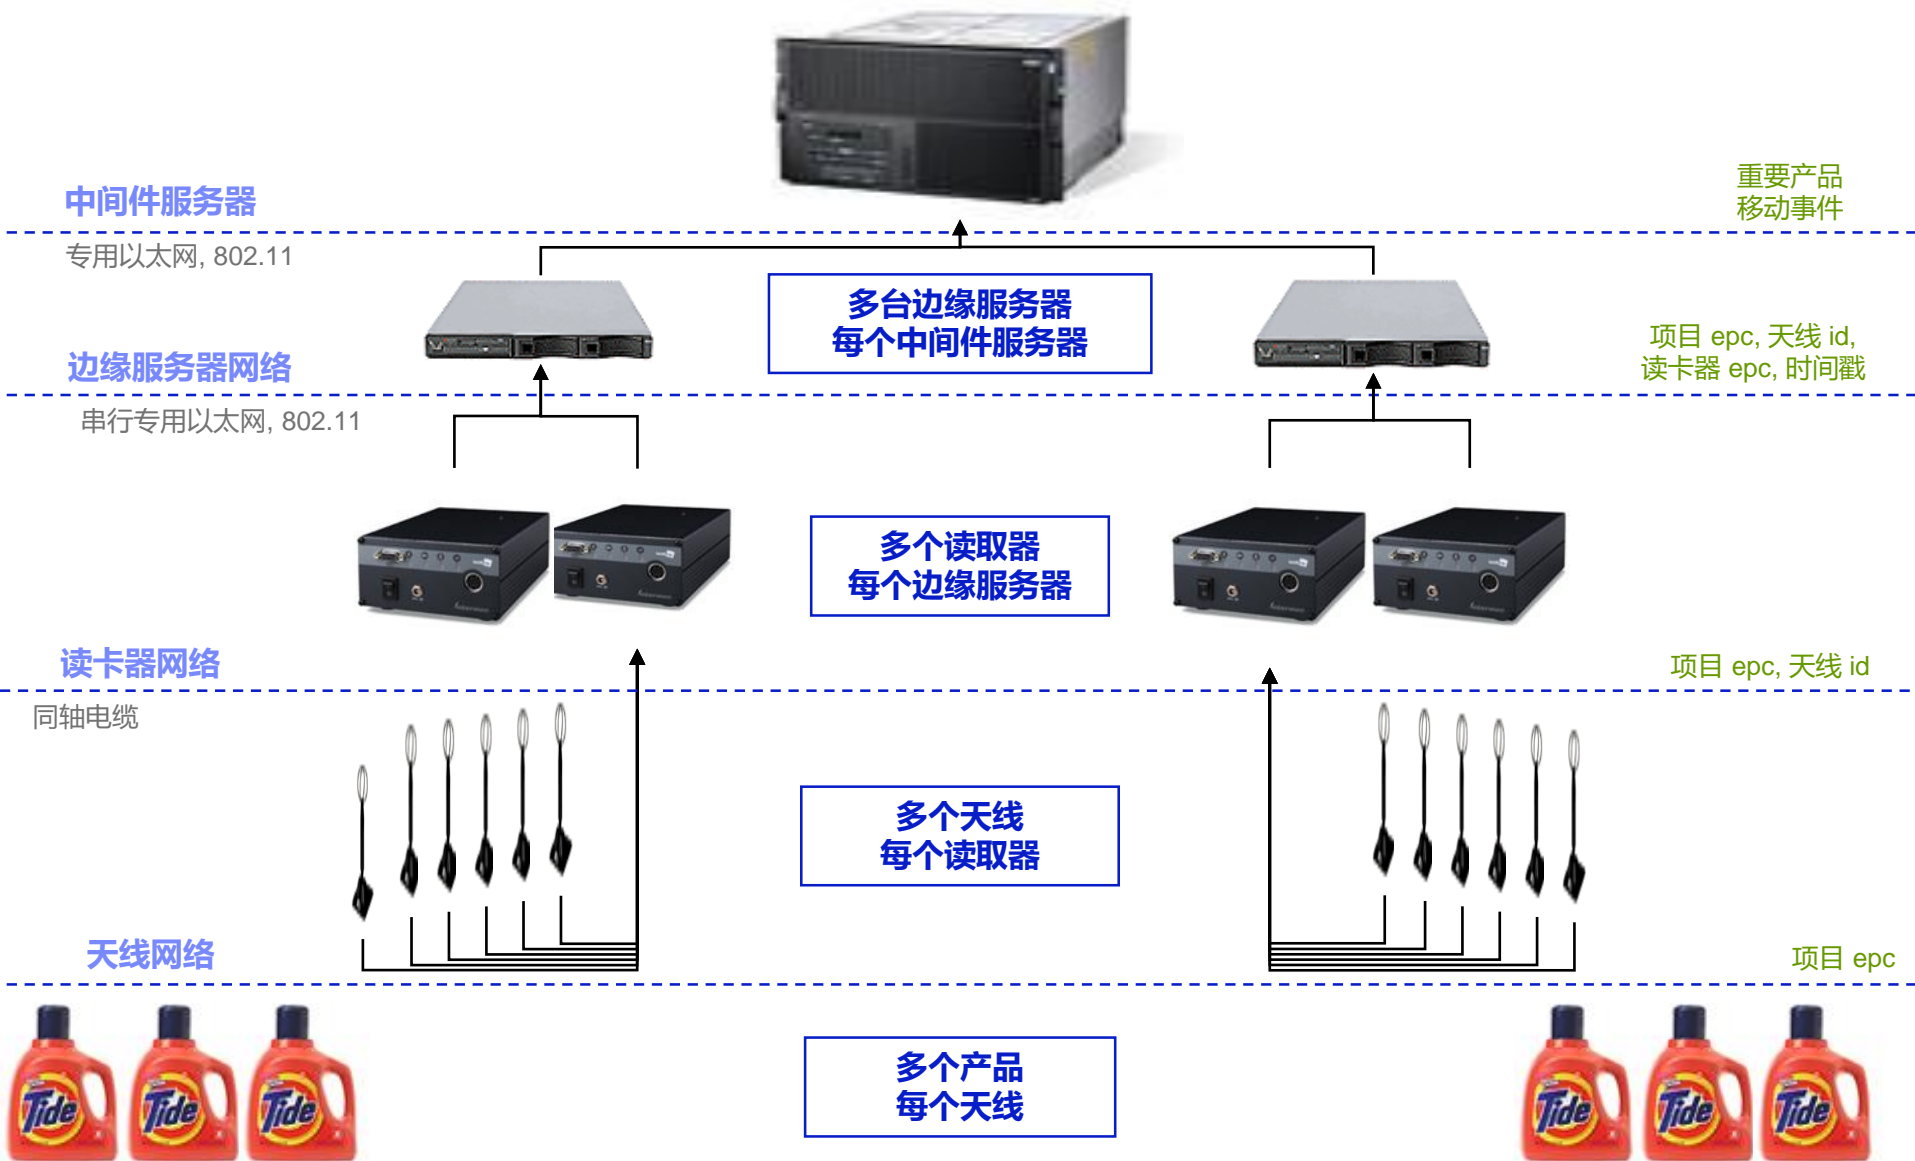 重要产品
移动事件
中间件服务器
专用以太网, 802.11
多台边缘服务器
每个中间件服务器
项目 epc, 天线 id,
读卡器 epc, 时间戳
边缘服务器网络
串行专用以太网, 802.11
多个读取器
每个边缘服务器
读卡器网络
项目 epc, 天线 id
同轴电缆
多个天线
每个读取器
天线网络
项目 epc
多个产品
每个天线
Tide
Tide
Tide
Tide
Tide
Tide